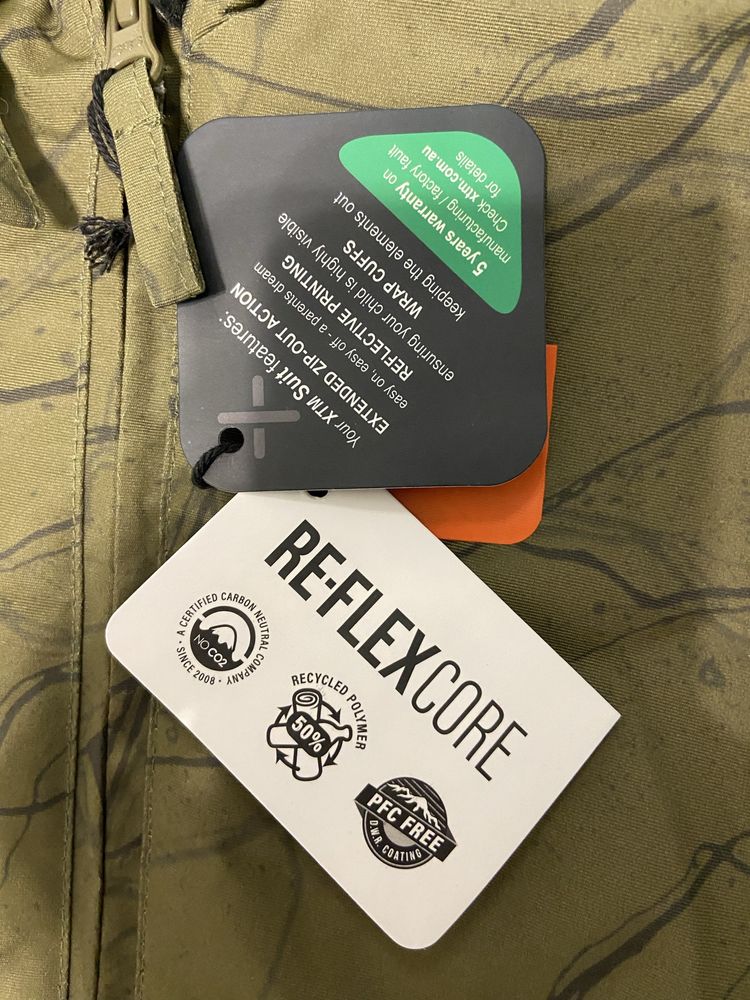 Your XTM Suit features:
EXTENDED ZIP-OUT ACTION
easy on, easy off - a parents dream
REFLECTIVE PRINTING
ensuring your child is highly visible
WRAP CUFFS
keeping the elements out
5 years warranty on
manufacturing / factory fault
Check xtm.com.au
for details
RE-FLEXCORE
· A CERTIFIED CARBON NEUTRAL COMPANY · SINCE 2008
NO CO2
RECYCLED POLYMER
50%
PFC FREE
D.W.R. COATING